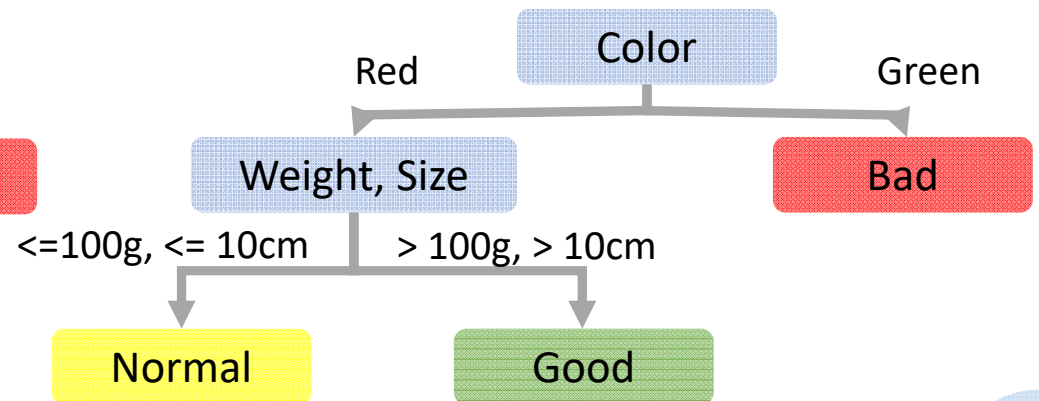 Color
Red
Green
Weight, Size
Bad
<=100g, <= 10cm
> 100g, > 10cm
Normal
Good